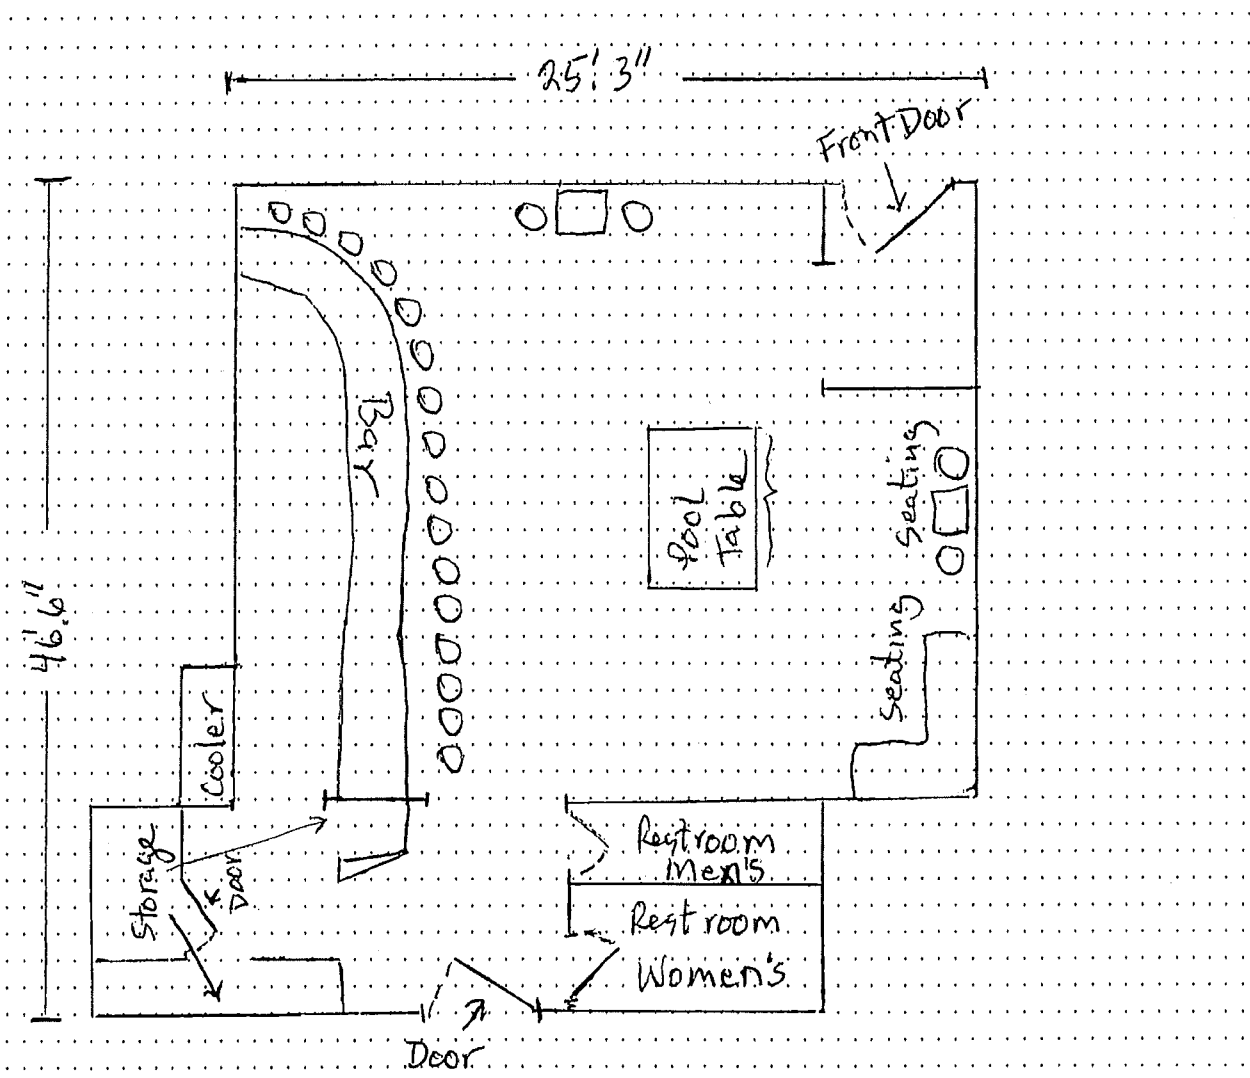 25' 3"
Front Door
Bar
Pool
Table
Seating
Seating
46'.6"
Cooler
Storage
Door
Restroom
Men's
Restroom
Women's
Door